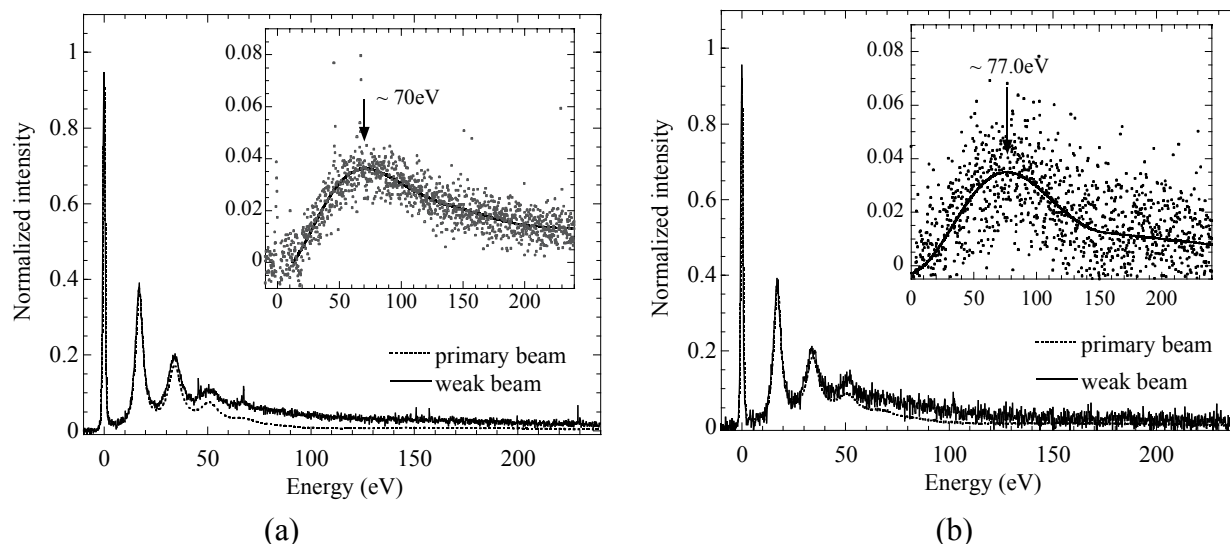 1
0.8
0.6
0.4
0.2
0
Normalized intensity
0.08
0.06
0.04
0.02
0
~ 70eV
0 50 100 150 200
primary beam
weak beam
0 50 100 150 200
Energy (eV)
(a)
1
0.8
0.6
0.4
0.2
0
Normalized intensity
0.08
0.06
0.04
0.02
0
~ 77.0eV
0 50 100 150 200
primary beam
weak beam
0 50 100 150 200
Energy (eV)
(b)